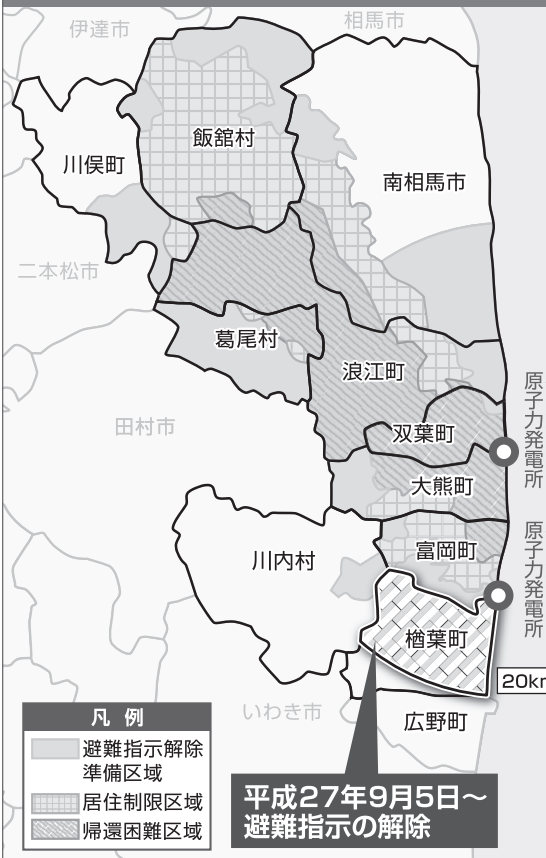 伊達市
相馬市
飯舘村
川俣町
南相馬市
二本松市
葛尾村
浪江町
田村市
双葉町
原子力発電所
大熊町
富岡町
川内村
原子力発電所
楢葉町
20km
いわき市
広野町
凡例
避難指示解除
準備区域
居住制限区域
帰還困難区域
平成27年9月5日～
避難指示の解除